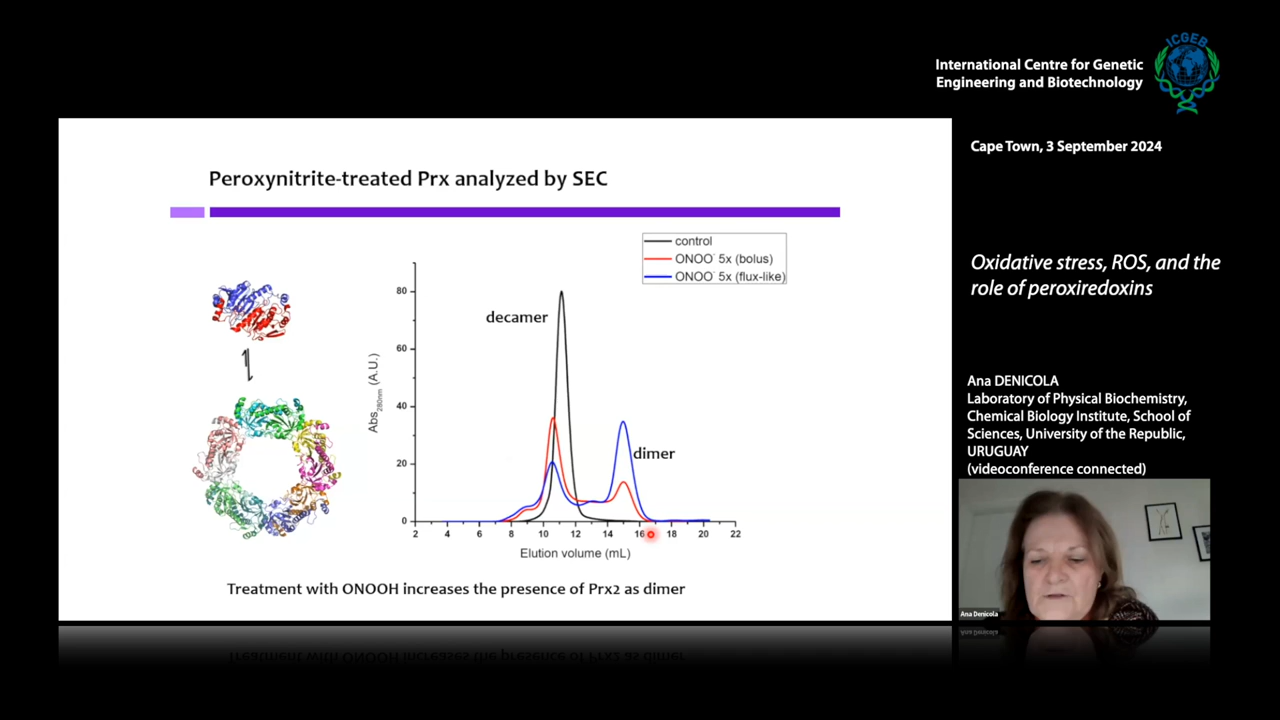 ICGEB
International Centre for Genetic
Engineering and Biotechnology
Cape Town, 3 September 2024
Peroxynitrite-treated Prx analyzed by SEC
control
ONOO⁻ 5x (bolus)
ONOO⁻ 5x (flux-like)
decamer
dimer
80
60
40
20
0
Abs280nm (A.U.)
2 4 6 8 10 12 14 16 18 20 22
Elution volume (mL)
Treatment with ONOOH increases the presence of Prx2 as dimer
Oxidative stress, ROS, and the
role of peroxiredoxins
Ana DENICOLA
Laboratory of Physical Biochemistry,
Chemical Biology Institute, School of
Sciences, University of the Republic,
URUGUAY
(videoconference connected)
Ana Denicola